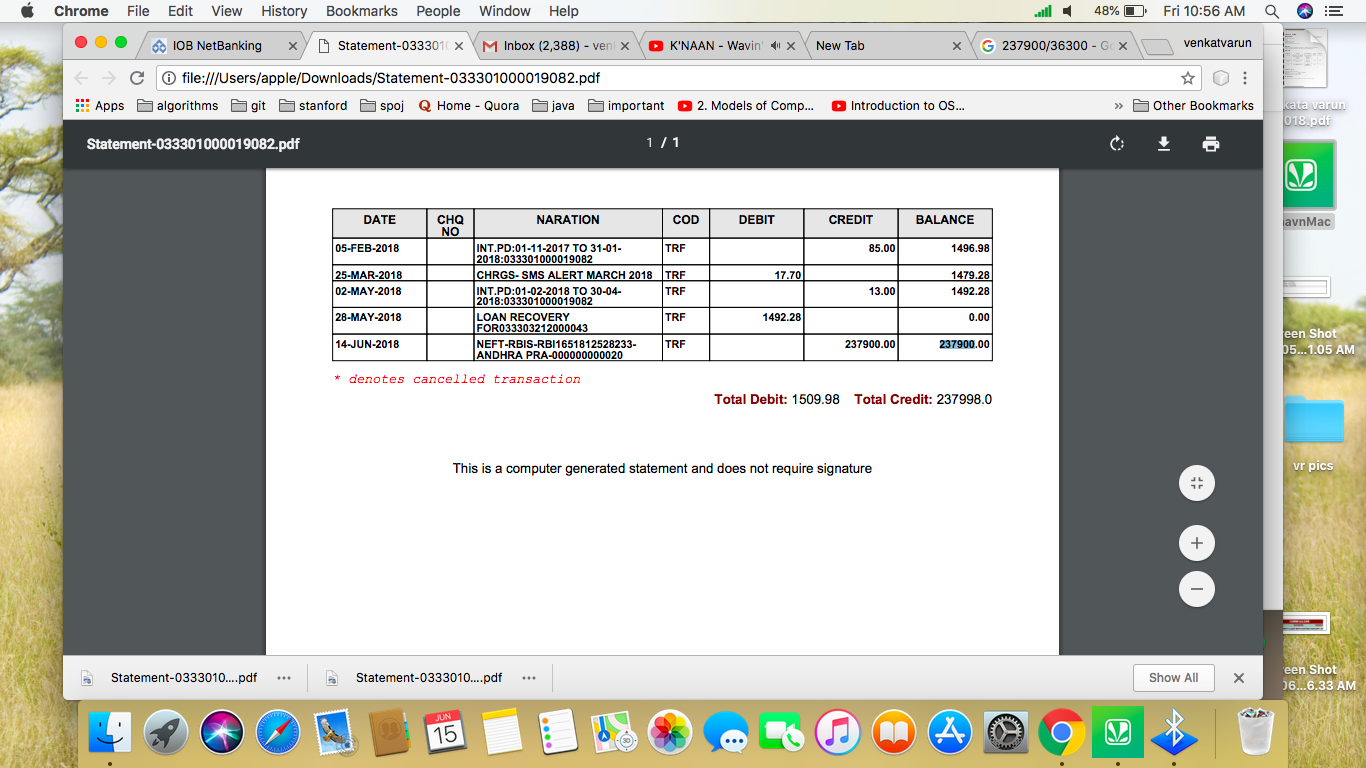 Chrome File Edit View History Bookmarks People Window Help 48% Fri 10:56 AM
IOB NetBanking Statement-03330 Inbox (2,388) - ven K'NAAN - Wavin' New Tab 237900/36300 - Go venkatvarun
file:///Users/apple/Downloads/Statement-033301000019082.pdf
Apps algorithms git stanford spoj Home - Quora java important 2. Models of Comp... Introduction to OS... » Other Bookmarks
Statement-033301000019082.pdf 1 / 1
DATE CHQ NO NARATION COD DEBIT CREDIT BALANCE
05-FEB-2018 INT.PD:01-11-2017 TO 31-01- TRF 85.00 1496.98
2018:033301000019082
25-MAR-2018 CHRGS- SMS ALERT MARCH 2018 TRF 17.70 1479.28
02-MAY-2018 INT.PD:01-02-2018 TO 30-04- TRF 13.00 1492.28
2018:033301000019082
28-MAY-2018 LOAN RECOVERY TRF 1492.28 0.00
FOR033303212000043
14-JUN-2018 NEFT-RBIS-RBI1651812528233- TRF 237900.00 237900.00
ANDHRA PRA-000000000020
* denotes cancelled transaction
Total Debit: 1509.98 Total Credit: 237998.0
This is a computer generated statement and does not require signature
Statement-0333010....pdf Statement-0333010....pdf Show All
kata varun
018.pdf
avnMac
een Shot
05...1.05 AM
vr pics
een Shot
06...6.33 AM
JUN
15